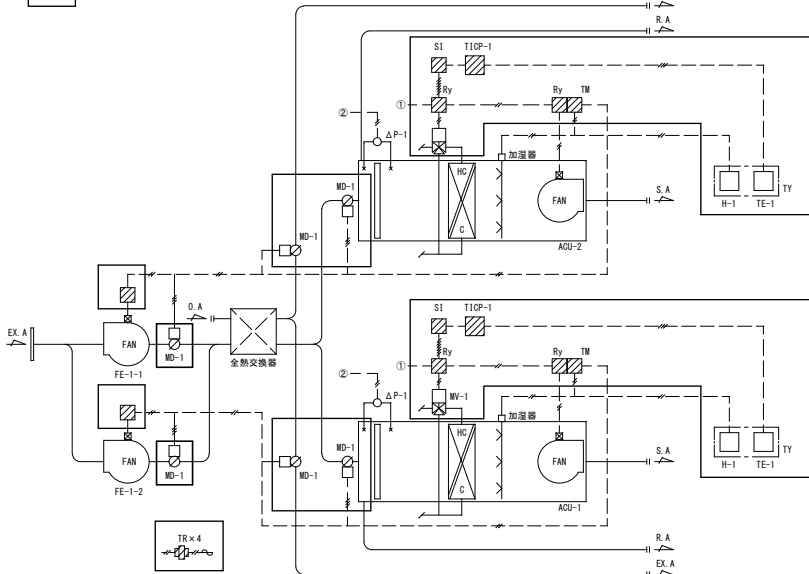 R.A
SI TICP-1
Ry
Ry TM
①
②
ΔP-1
加湿器
MD-1
HC
FAN
S.A
H-1 TE-1 TY
MD-1
C
ACU-2
O.A
EX.A
FAN
MD-1
FE-1-1
全熱交換器
SI TICP-1
Ry
Ry TM
①
②
ΔP-1
MV-1
加湿器
MD-1
HC
FAN
S.A
H-1 TE-1 TY
FAN
MD-1
FE-1-2
MD-1
C
ACU-1
TR×4
R.A
EX.A